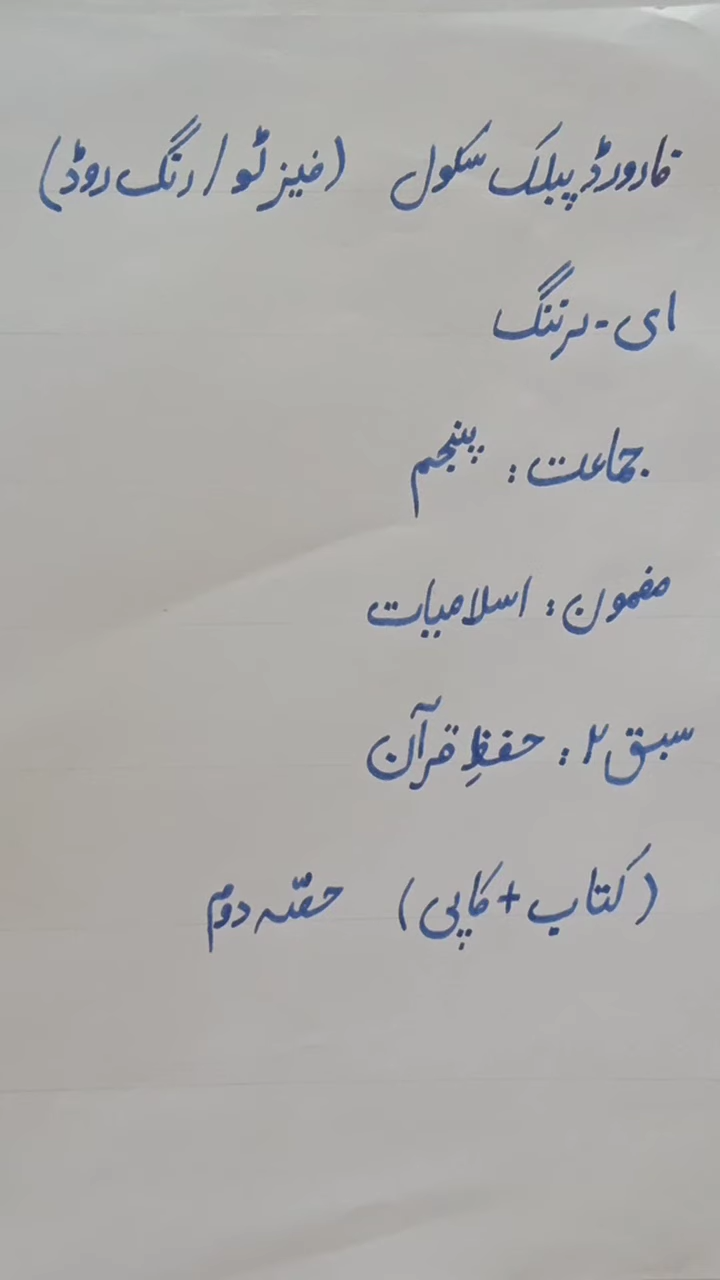 فارورڈ پبلک سکول (فیز ٹو / رنگ روڈ)
ای - لرننگ
جماعت : پنجم
مضمون : اسلامیات
سبق ۲ : حفظِ قرآن
(کتاب + کاپی) حصّہ دوم